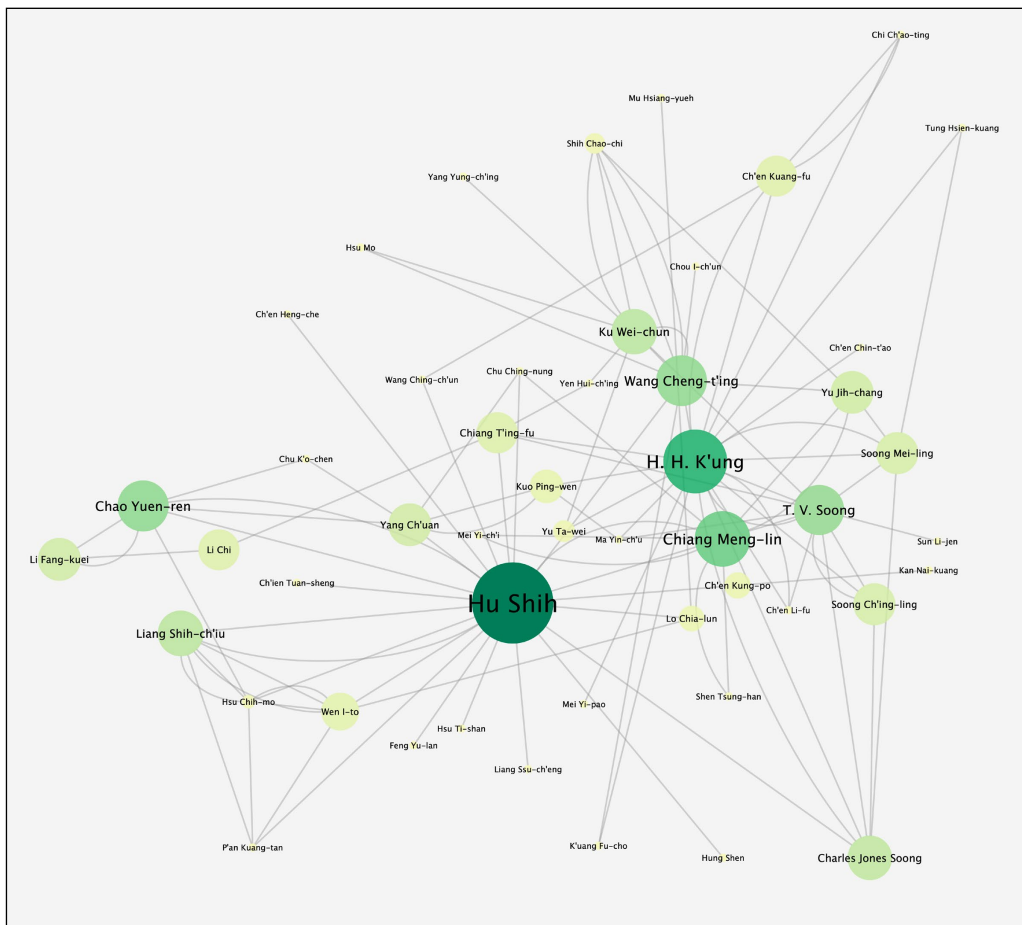 Chi Ch'ao-ting
Mu Hsiang-yueh
Tung Hsien-kuang
Shih Chao-chi
Yang Yung-ch'ing
Ch'en Kuang-fu
Hsu Mo
Chou I-ch'un
Ch'en Heng-che
Ku Wei-chun
Ch'en Chin-t'ao
Chu Ching-nung
Wang Ching-ch'un
Yen Hui-ch'ing
Wang Cheng-t'ing
Yu Jih-chang
Chiang T'ing-fu
Soong Mei-ling
Chu K'o-chen
H. H. K'ung
Kuo Ping-wen
Chao Yuen-ren
T. V. Soong
Yang Ch'uan
Mei Yi-ch'i
Yu Ta-wei
Ma Yin-ch'u
Chiang Meng-lin
Sun Li-jen
Li Chi
Li Fang-kuei
Kan Nai-kuang
Ch'ien Tuan-sheng
Ch'en Kung-po
Hu Shih
Soong Ch'ing-ling
Ch'en Li-fu
Lo Chia-lun
Liang Shih-ch'iu
Shen Tsung-han
Hsu Chih-mo
Mei Yi-pao
Wen I-to
Hsu Ti-shan
Feng Yu-lan
Liang Ssu-ch'eng
P'an Kuang-tan
K'uang Fu-cho
Hung Shen
Charles Jones Soong